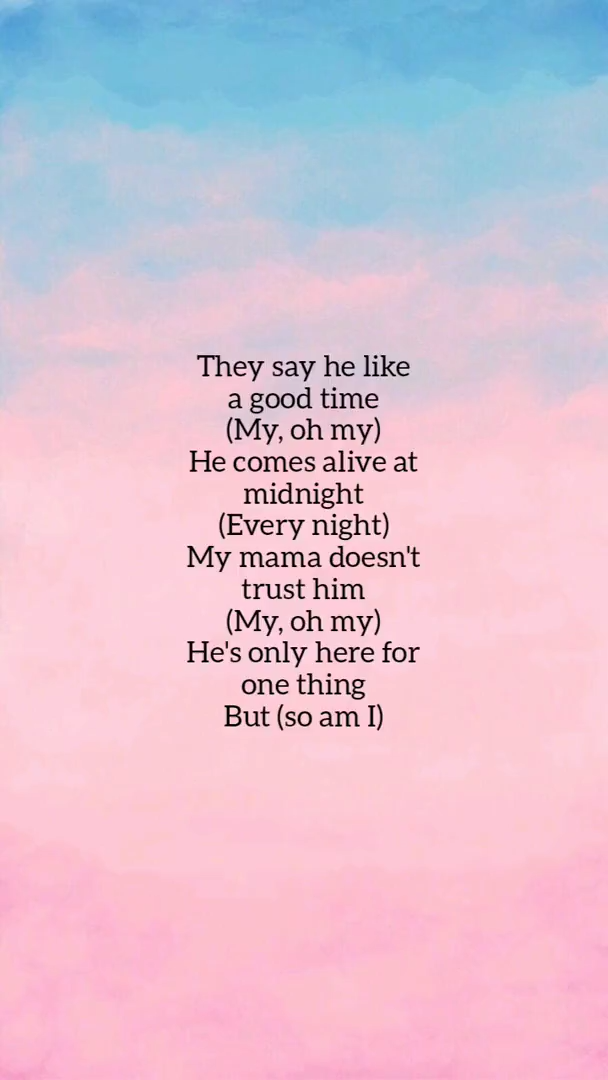 They say he like
a good time
(My, oh my)
He comes alive at
midnight
(Every night)
My mama doesn't
trust him
(My, oh my)
He's only here for
one thing
But (so am I)